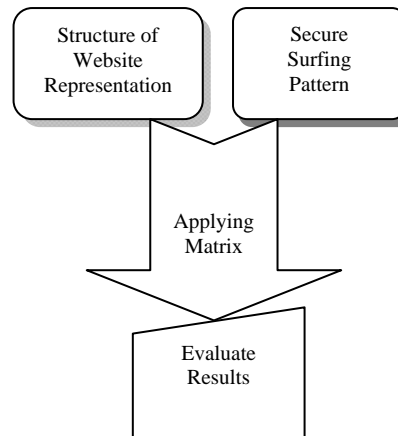 Structure of
Website
Representation
Secure
Surfing
Pattern
Applying
Matrix
Evaluate
Results